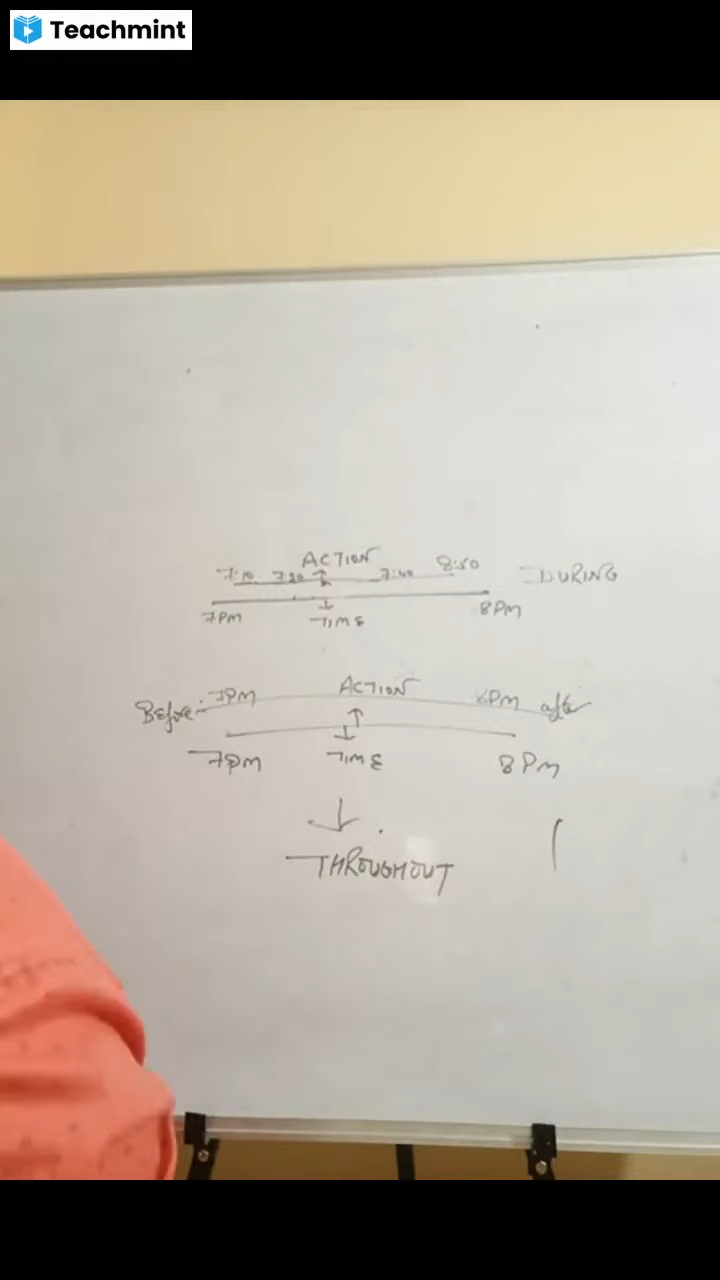 Teachmint
ACTION
7:10 7:20 7:40 8:50 DURING
7PM TIME 8PM
Before 7PM ACTION 8PM after
7PM TIME 8PM
THROUGHOUT